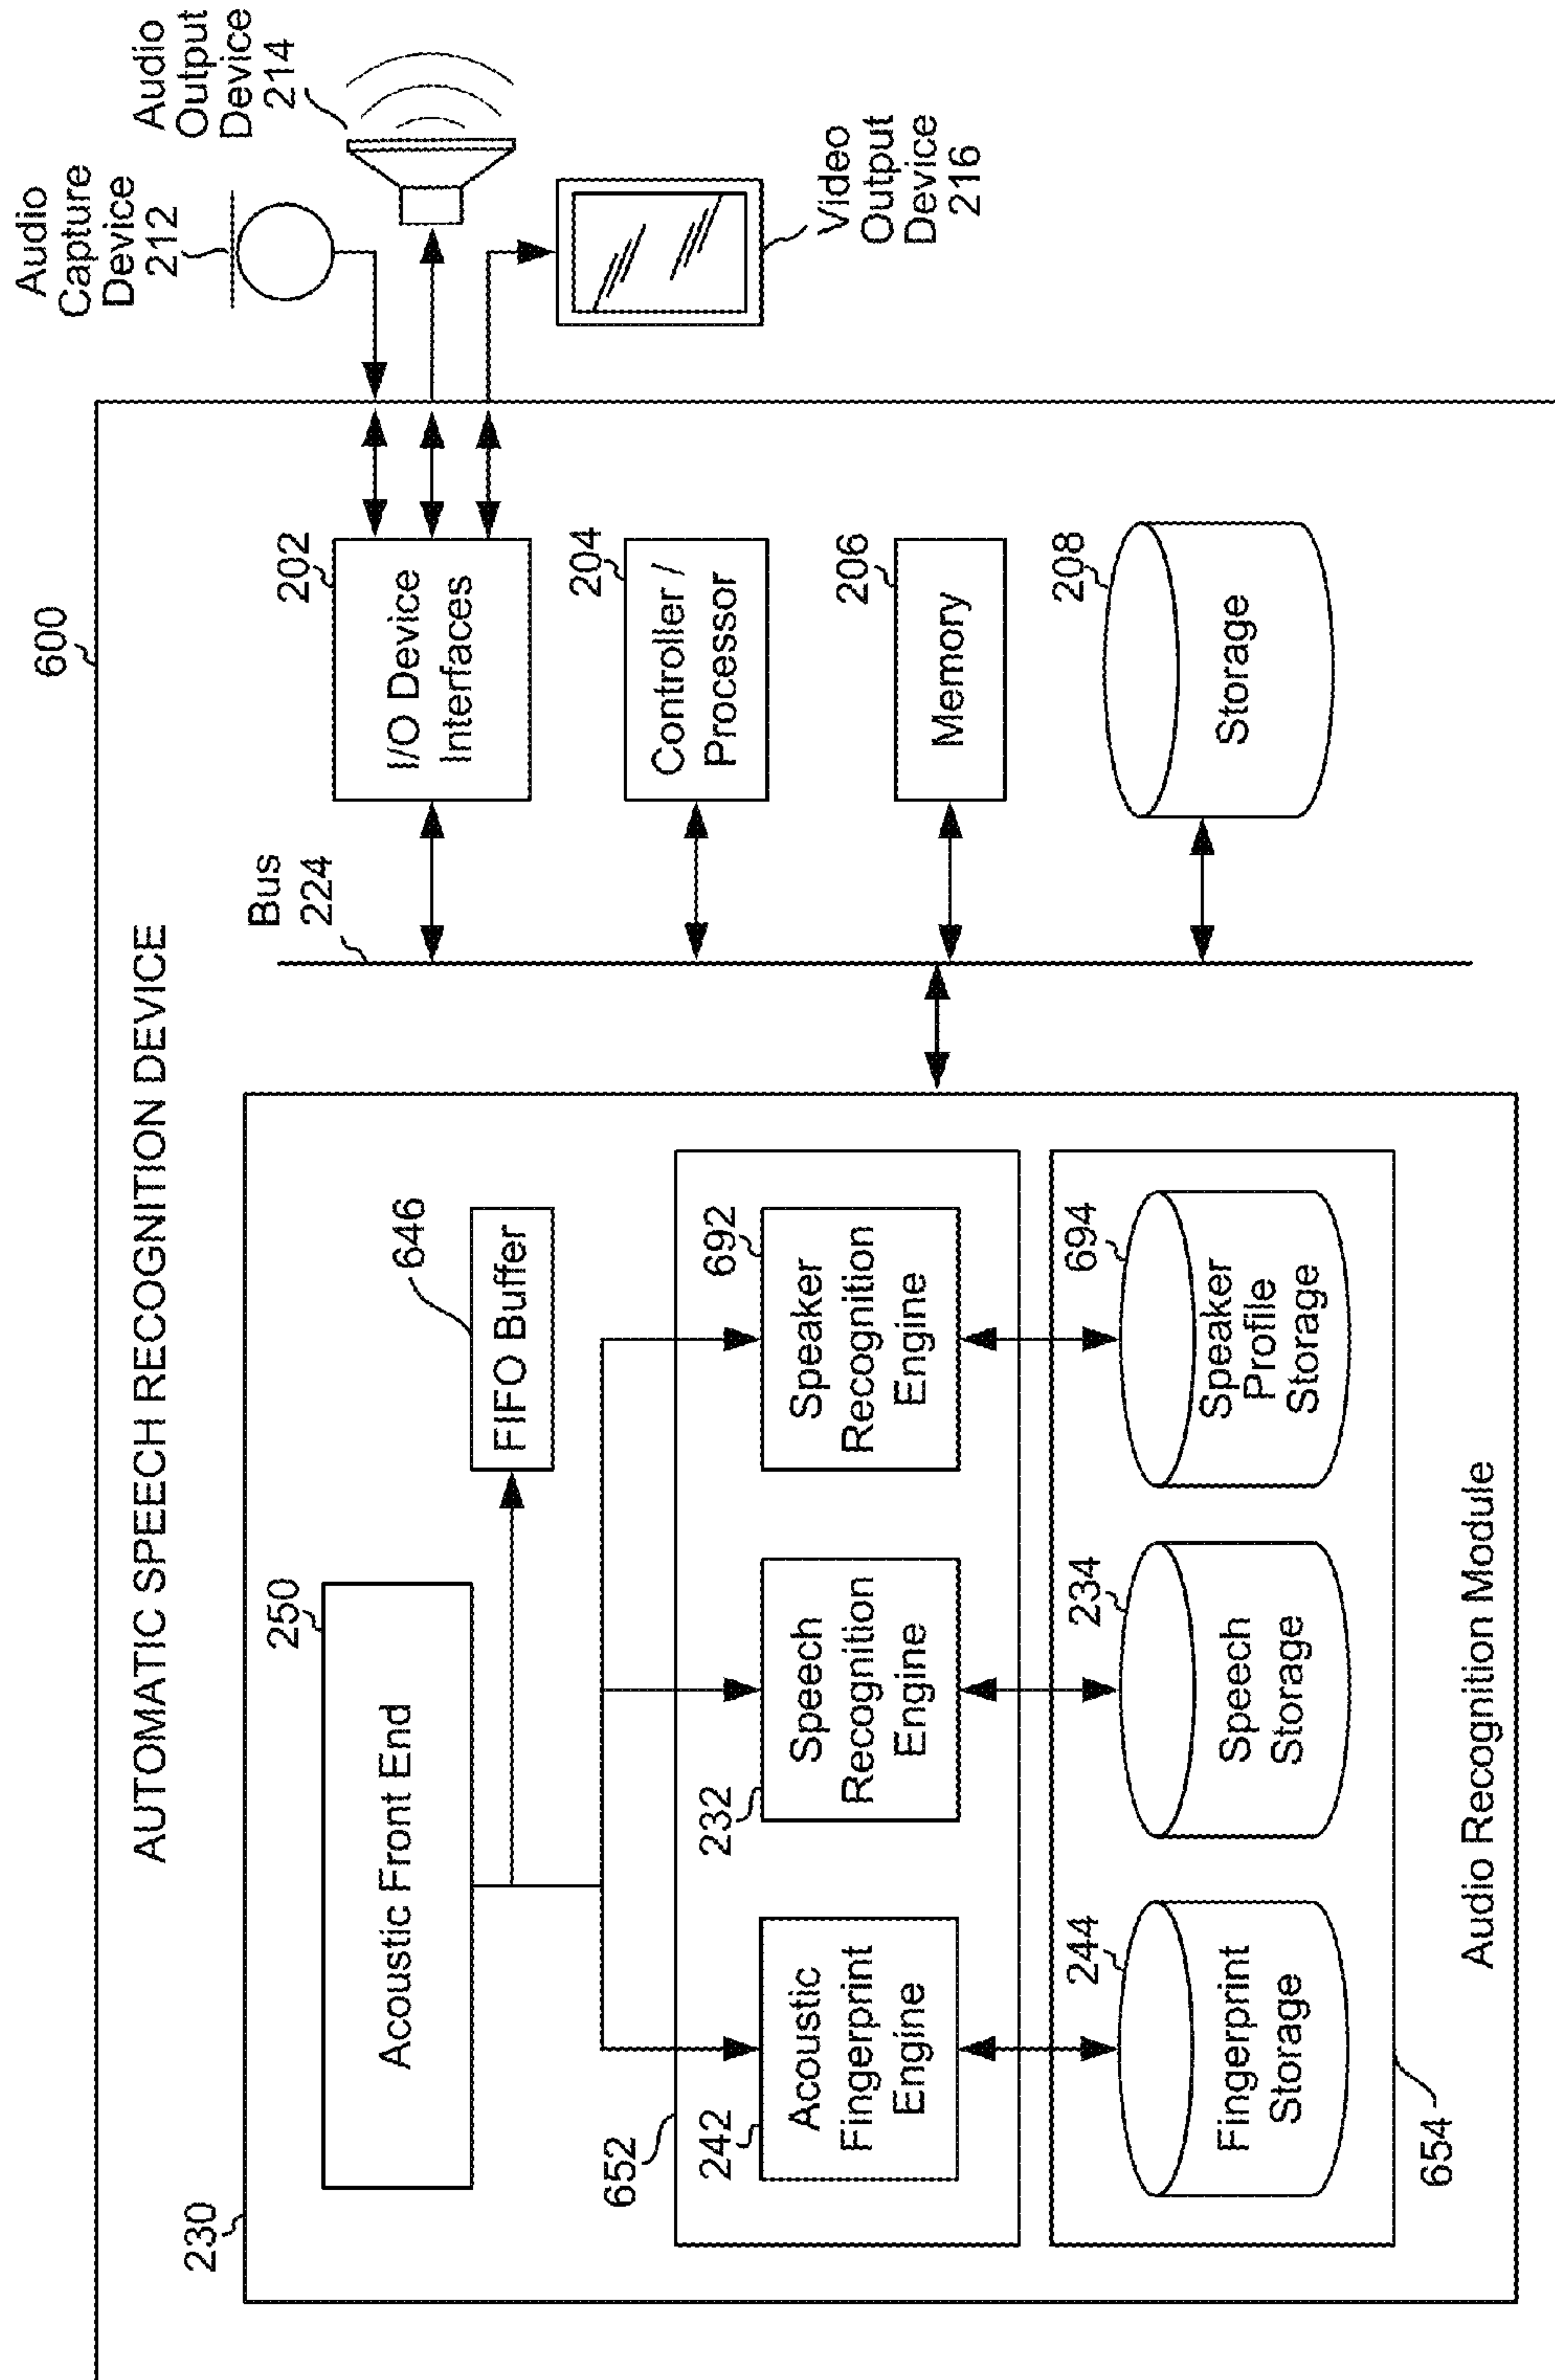 AUTOMATIC SPEECH RECOGNITION DEVICE
600
230
250
Acoustic Front End
646
FIFO Buffer
652
242
Acoustic
Fingerprint
Engine
232
Speech
Recognition
Engine
692
Speaker
Recognition
Engine
244
Fingerprint
Storage
234
Speech
Storage
694
Speaker
Profile
Storage
654
Audio Recognition Module
Bus
224
202
I/O Device
Interfaces
204
Controller /
Processor
206
Memory
208
Storage
Audio
Capture
Device
212
Audio
Output
Device
214
Video
Output
Device
216